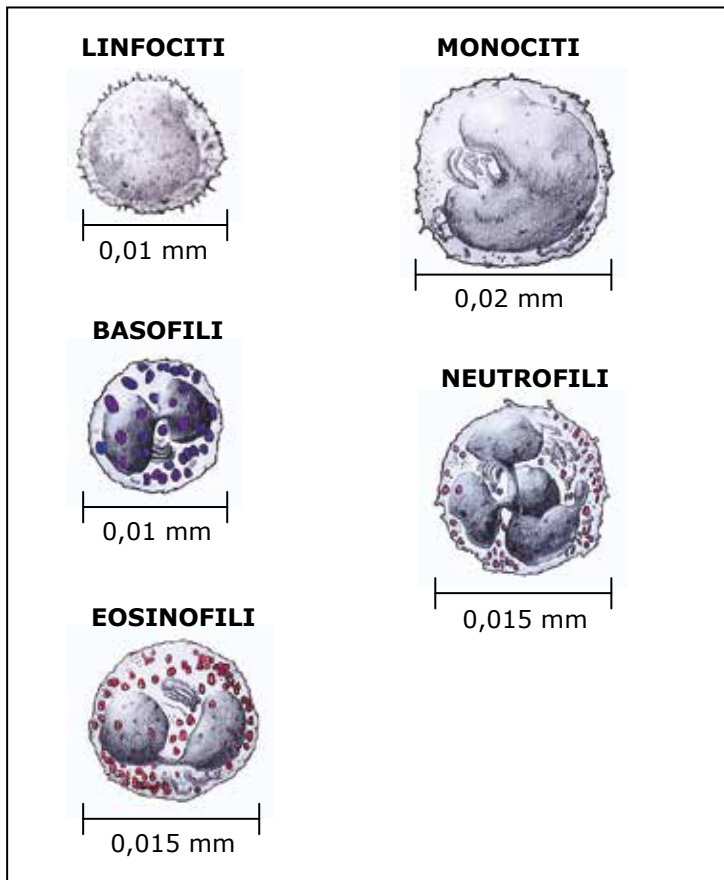 LINFOCITI
0,01 mm
MONOCITI
0,02 mm
BASOFILI
0,01 mm
NEUTROFILI
0,015 mm
EOSINOFILI
0,015 mm